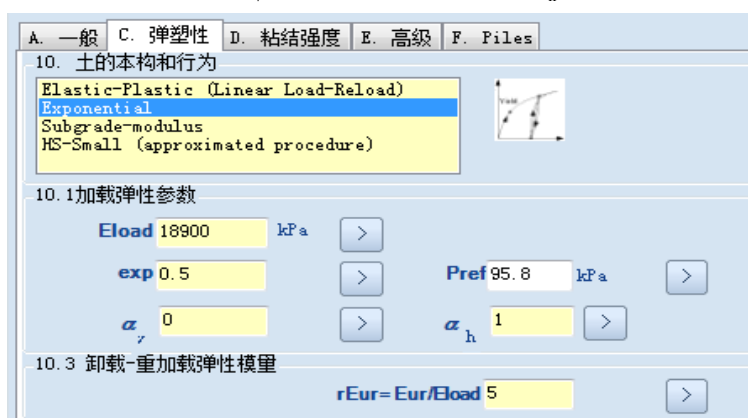 A. 一般 C. 弹塑性 D. 粘结强度 E. 高级 F. Piles
10. 土的本构和行为
Elastic-Plastic (Linear Load-Reload)
Exponential
Subgrade-modulus
HS-Small (approximated procedure)
10.1加载弹性参数
Eload 18900 kPa >
exp 0.5 > Pref 95.8 kPa >
α 0 > α h 1 >
10.3 卸载-重加载弹性模量
rEur= Eur/Eload 5 >